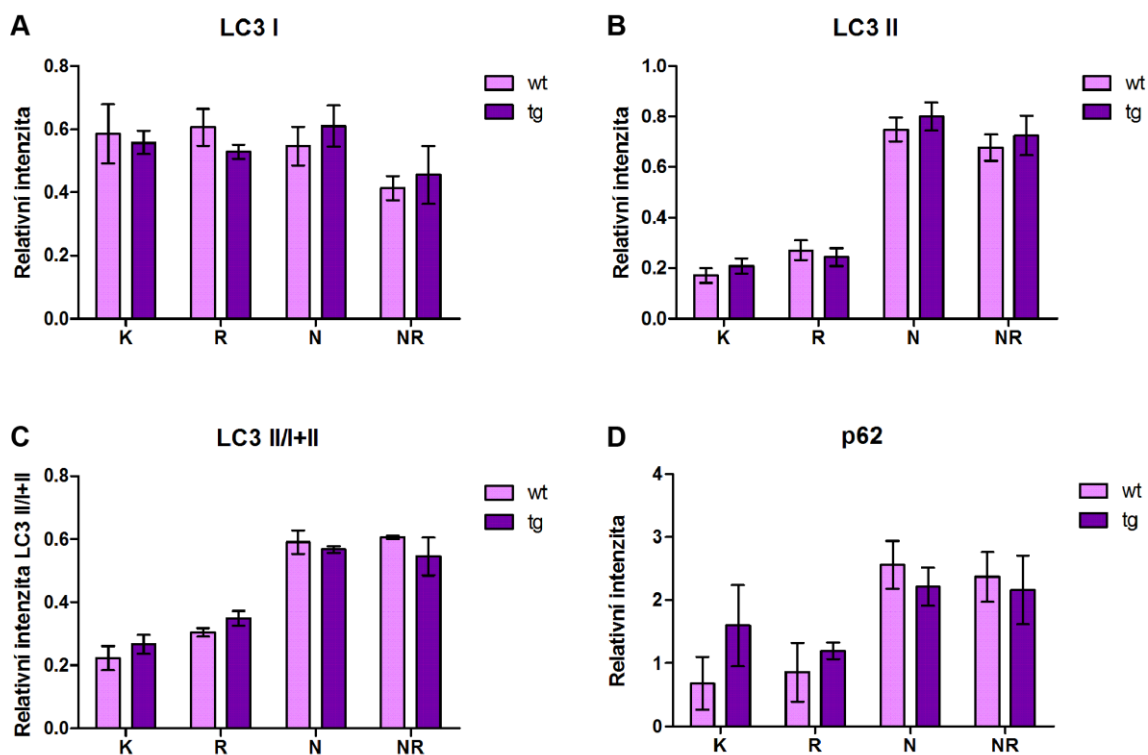 A
LC3 I
Relativní intenzita
0.8
0.6
0.4
0.2
0.0
K R N NR
wt
tg
B
LC3 II
Relativní intenzita
1.0
0.8
0.6
0.4
0.2
0.0
K R N NR
wt
tg
C
LC3 II/I+II
Relativní intenzita LC3 II/I+II
0.8
0.6
0.4
0.2
0.0
K R N NR
wt
tg
D
p62
Relativní intenzita
4
3
2
1
0
K R N NR
wt
tg